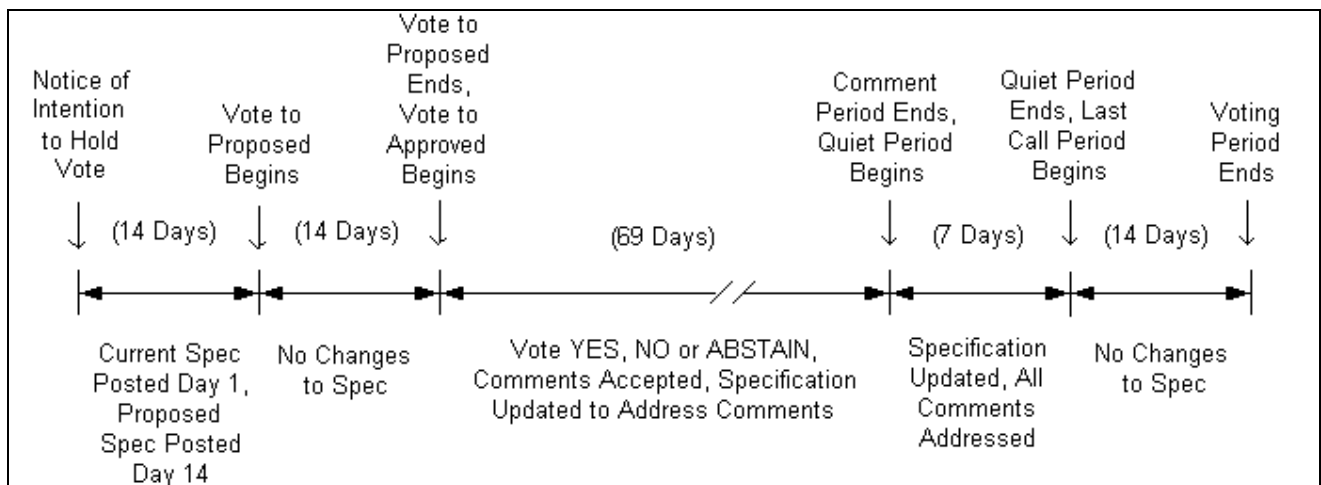 Notice of
Intention
to Hold
Vote
Vote to
Proposed
Begins
Vote to
Proposed
Ends,
Vote to
Approved
Begins
Comment
Period Ends,
Quiet Period
Begins
Quiet Period
Ends, Last
Call Period
Begins
Voting
Period
Ends
(14 Days)
(14 Days)
(69 Days)
(7 Days)
(14 Days)
Current Spec
Posted Day 1,
Proposed
Spec Posted
Day 14
No Changes
to Spec
Vote YES, NO or ABSTAIN,
Comments Accepted, Specification
Updated to Address Comments
Specification
Updated, All
Comments
Addressed
No Changes
to Spec